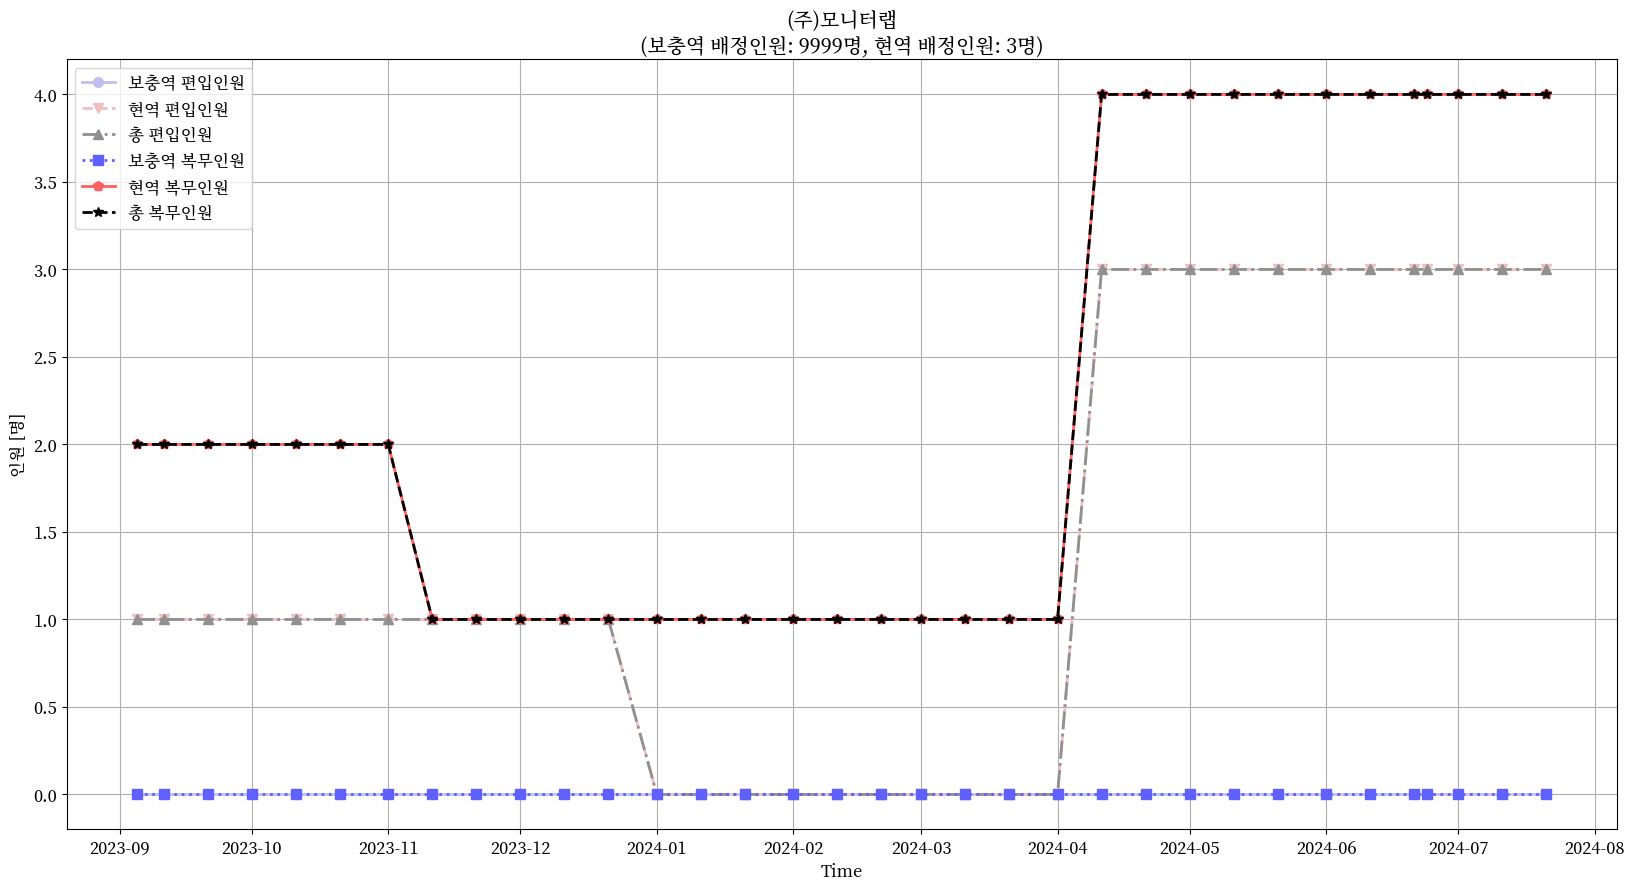 (주)모니터랩
(보충역 배정인원: 9999명, 현역 배정인원: 3명)
보충역 편입인원
현역 편입인원
총 편입인원
보충역 복무인원
현역 복무인원
총 복무인원
4.0
3.5
3.0
2.5
2.0
1.5
1.0
0.5
0.0
인원 [명]
2023-09 2023-10 2023-11 2023-12 2024-01 2024-02 2024-03 2024-04 2024-05 2024-06 2024-07 2024-08
Time